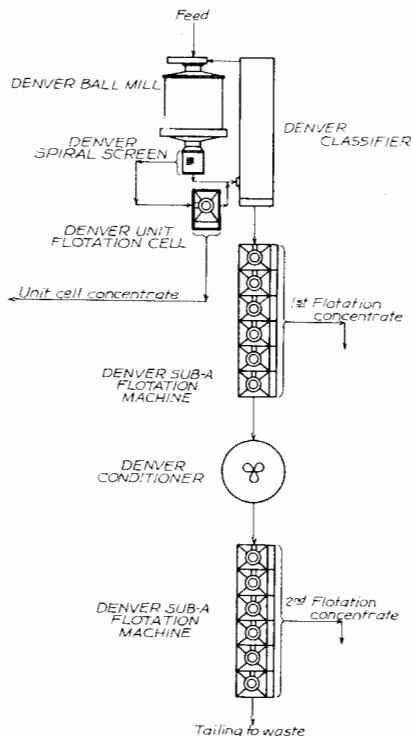 Feed
DENVER BALL MILL
DENVER
SPIRAL SCREEN
DENVER
CLASSIFIER
DENVER UNIT
FLOTATION CELL
Unit cell concentrate
1st Flotation
concentrate
DENVER SUB-A
FLOTATION
MACHINE
DENVER
CONDITIONER
DENVER SUB-A
FLOTATION
MACHINE
2nd Flotation
concentrate
Tailing to waste